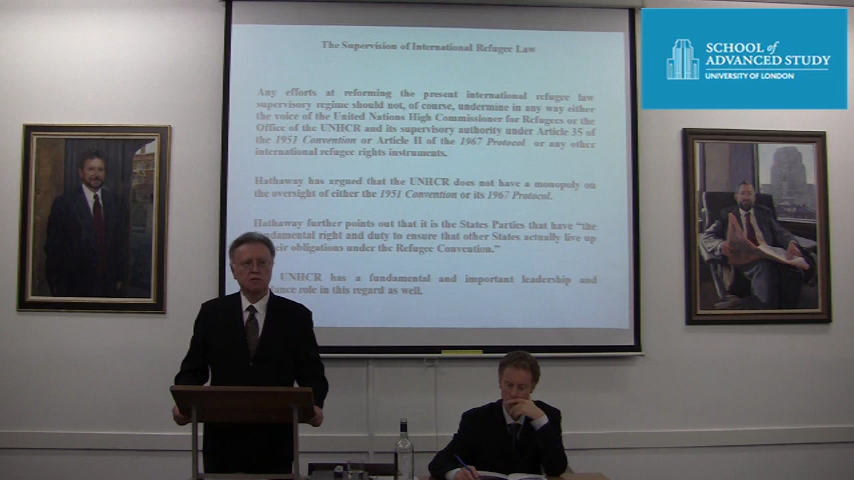 The Supervision of International Refugee Law
Any efforts at reforming the present international refugee law
supervisory regime should not, of course, undermine in any way either
the voice of the United Nations High Commissioner for Refugees or the
Office of the UNHCR and its supervisory authority under Article 35 of
the 1951 Convention or Article II of the 1967 Protocol or any other
international refugee rights instruments.
Hathaway has argued that the UNHCR does not have a monopoly on
the oversight of either the 1951 Convention or its 1967 Protocol.
Hathaway further points out that it is the States Parties that have “the
fundamental right and duty to ensure that other States actually live up
their obligations under the Refugee Convention.”
UNHCR has a fundamental and important leadership and
role in this regard as well.
SCHOOL of
ADVANCED STUDY
UNIVERSITY OF LONDON